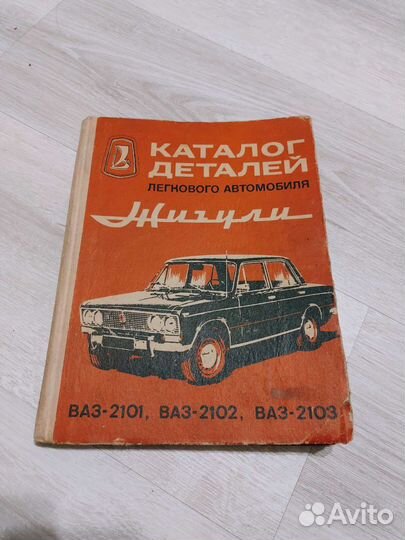 КАТАЛОГ
ДЕТАЛЕЙ
ЛЕГКОВОГО АВТОМОБИЛЯ
Жигули
ВАЗ-2101, ВАЗ-2102, ВАЗ-2103
Avito